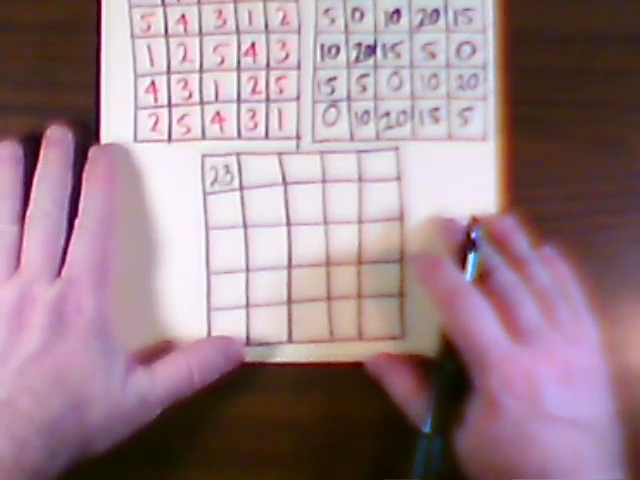 5 4 3 1 2
1 2 5 4 3
4 3 1 2 5
2 5 4 3 1
5 0 10 20 15
10 20 15 5 0
15 5 0 10 20
0 10 20 15 5
23